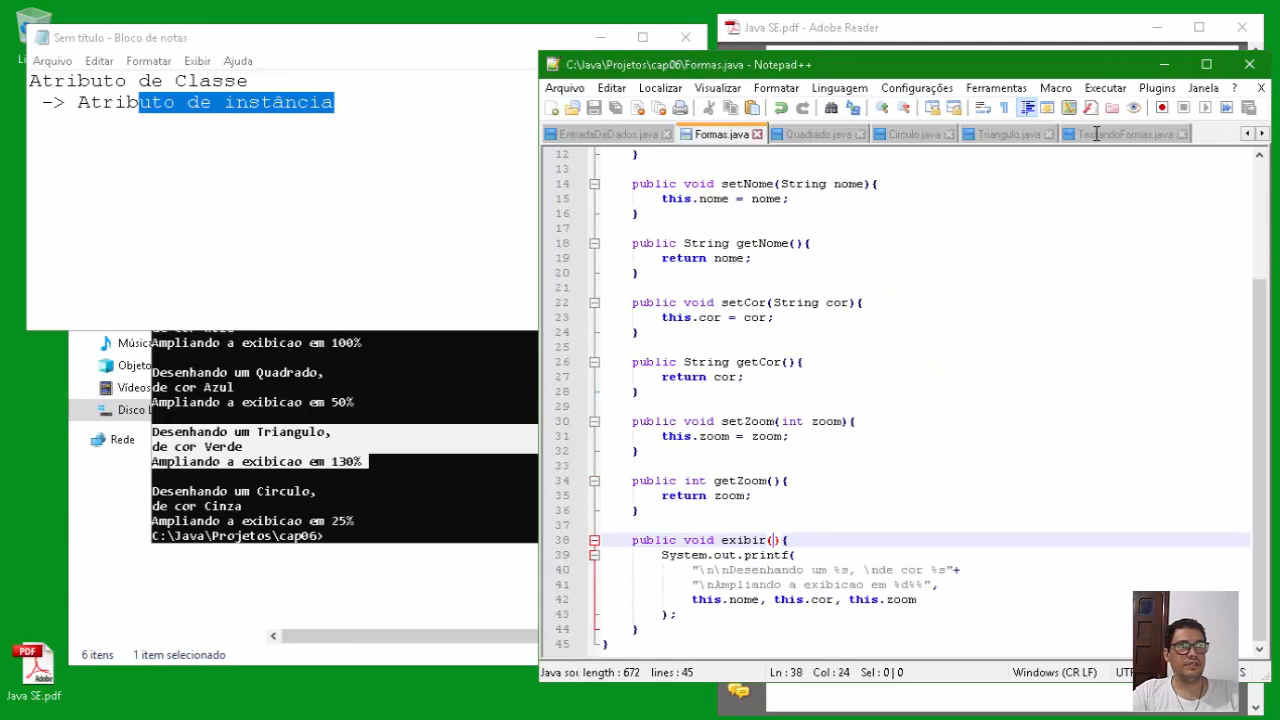 Sem título - Bloco de notas
Arquivo Editar Formatar Exibir Ajuda
Atributo de Classe
-> Atributo de instância
Java SE.pdf - Adobe Reader
C:\Java\Projetos\cap06\Formas.java - Notepad++
Arquivo Editar Localizar Visualizar Formatar Linguagem Configurações Ferramentas Macro Executar Plugins Janela ? X
EntradaDeDados.java Formas.java Quadrado.java Circulo.java Triangulo.java TestandoFormas.java
12 }
13
14 public void setNome(String nome){
15 this.nome = nome;
16 }
17
18 public String getNome(){
19 return nome;
20 }
21
22 public void setCor(String cor){
23 this.cor = cor;
24 }
25
26 public String getCor(){
27 return cor;
28 }
29
30 public void setZoom(int zoom){
31 this.zoom = zoom;
32 }
33
34 public int getZoom(){
35 return zoom;
36 }
37
38 public void exibir(){
39 System.out.printf(
40 "\n\nDesenhando um %s, \nde cor %s"+
41 "\nAmpliando a exibicao em %d%%",
42 this.nome, this.cor, this.zoom
43 );
44 }
45 }
Java sou length : 672 lines : 45 Ln : 38 Col : 24 Sel : 0 | 0 Windows (CR LF) UT S
Músic
Objeto
Vídeos
Disco L
Rede
Ampliando a exibicao em 100%
Desenhando um Quadrado,
de cor Azul
Ampliando a exibicao em 50%
Desenhando um Triangulo,
de cor Verde
Ampliando a exibicao em 130%
Desenhando um Circulo,
de cor Cinza
Ampliando a exibicao em 25%
C:\Java\Projetos\cap06>
6 itens 1 item selecionado
PDF
Java SE.pdf